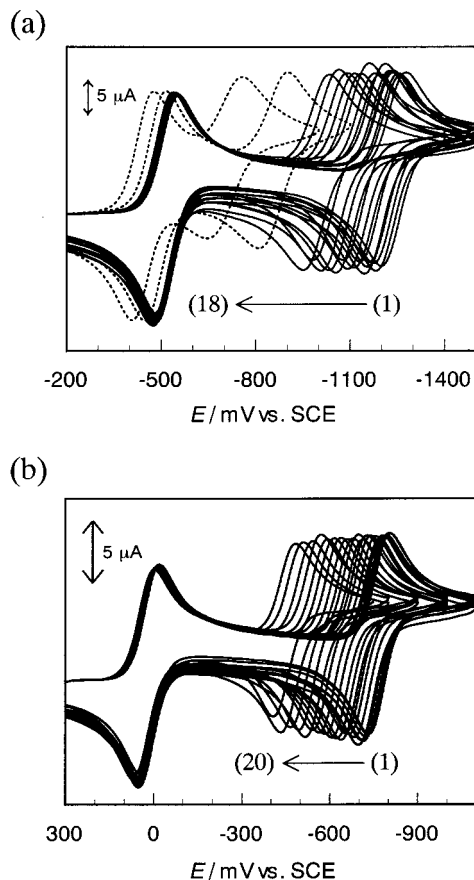 (a)
5 μA
(18) (1)
-200 -500 -800 -1100 -1400
E / mV vs. SCE
(b)
5 μA
(20) (1)
300 0 -300 -600 -900
E / mV vs. SCE